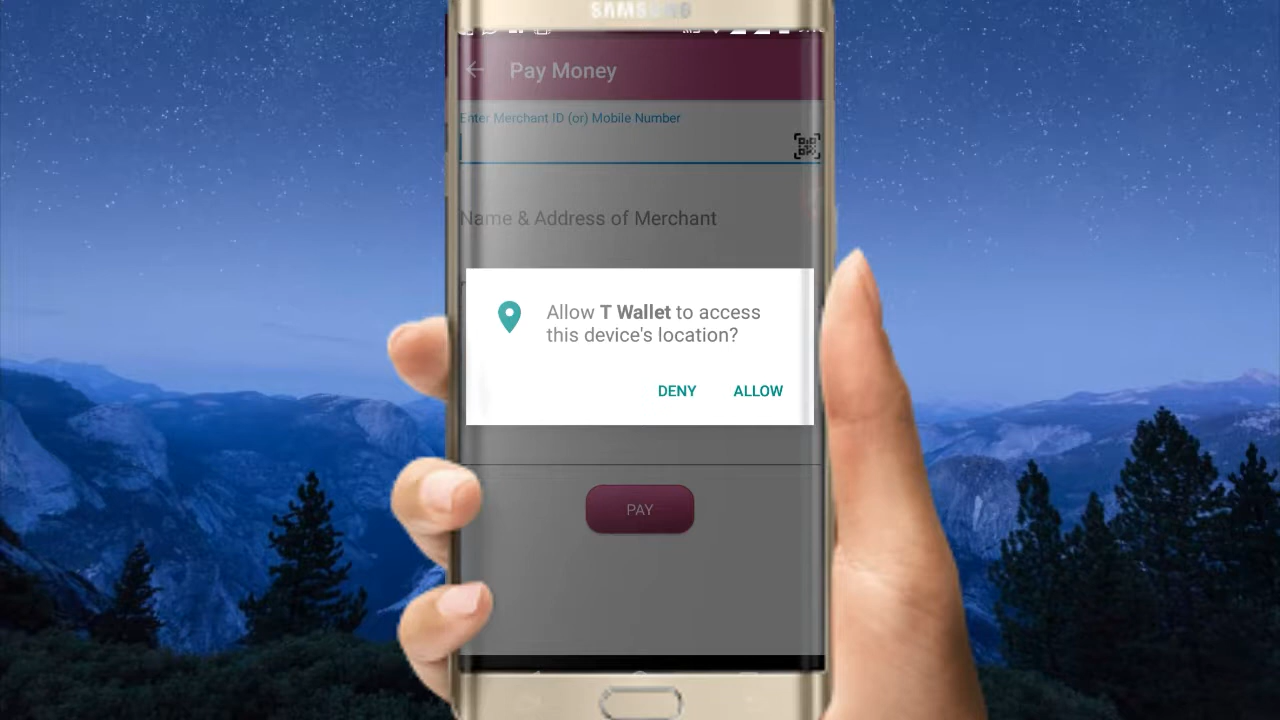 SAMSUNG
Pay Money
Enter Merchant ID (or) Mobile Number
Name & Address of Merchant
Allow T Wallet to access
this device's location?
DENY ALLOW
PAY